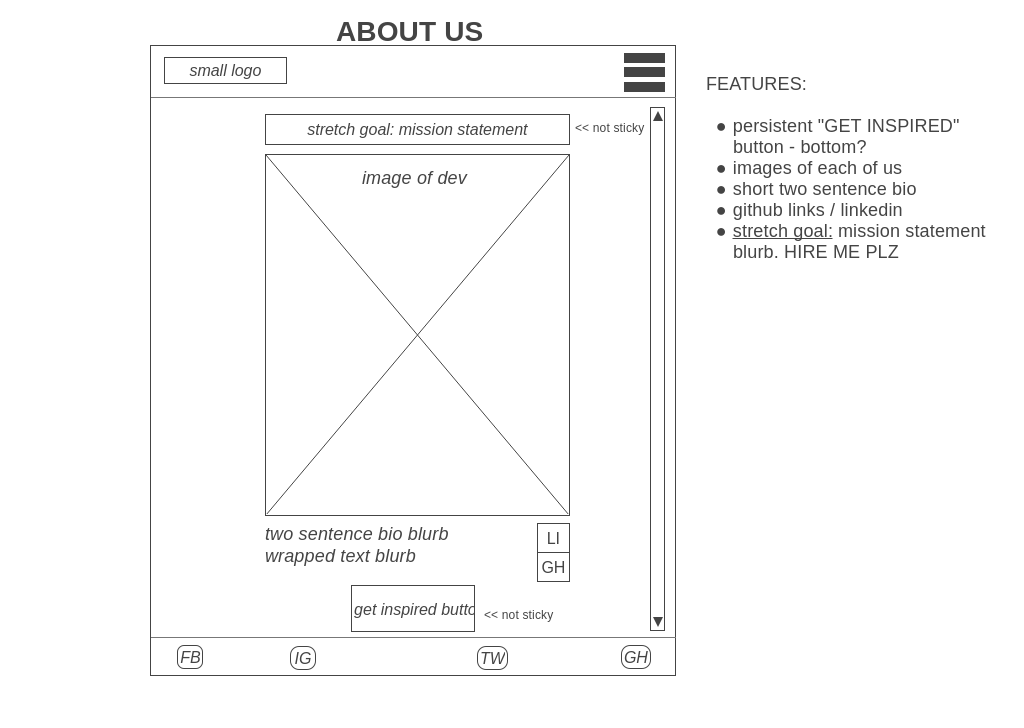 ABOUT US
small logo
FEATURES:
stretch goal: mission statement
<< not sticky
● persistent "GET INSPIRED"
button - bottom?
● images of each of us
● short two sentence bio
● github links / linkedin
● stretch goal: mission statement
blurb. HIRE ME PLZ
image of dev
two sentence bio blurb
wrapped text blurb
LI
GH
get inspired butto
<< not sticky
FB
IG
TW
GH